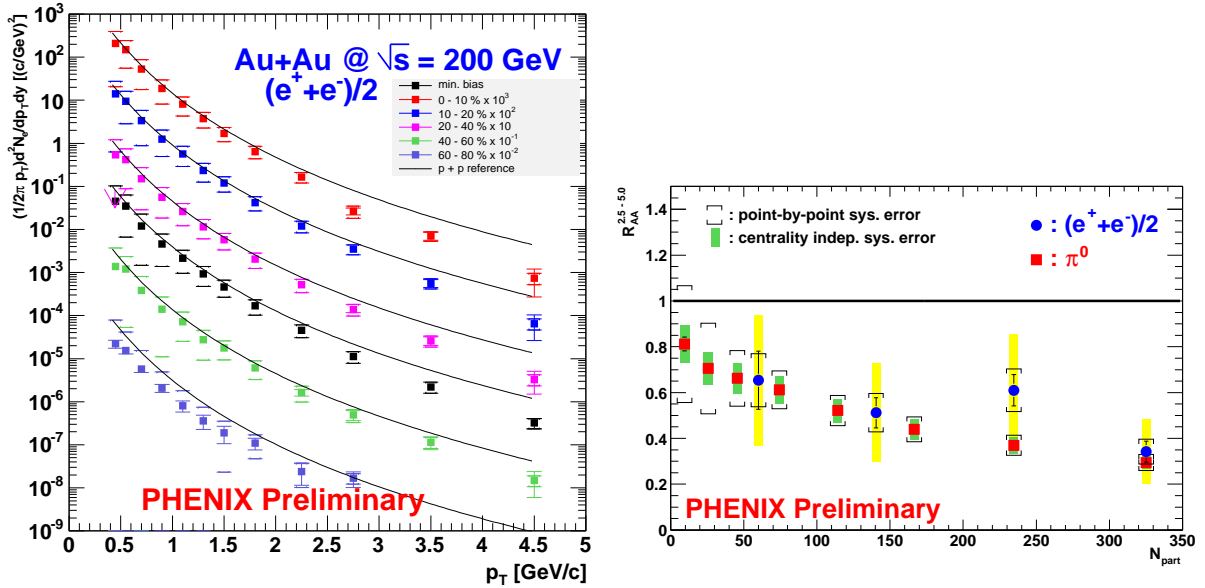 (1/2π p_T)d²N_e/dp_Tdy [(c/GeV)²]
10³
10²
10
1
10⁻¹
10⁻²
10⁻³
10⁻⁴
10⁻⁵
10⁻⁶
10⁻⁷
10⁻⁸
10⁻⁹
Au+Au @ √s = 200 GeV
(e⁺+e⁻)/2
min. bias
0 - 10 % x 10³
10 - 20 % x 10²
20 - 40 % x 10
40 - 60 % x 10⁻¹
60 - 80 % x 10⁻²
p + p reference
PHENIX Preliminary
0 0.5 1 1.5 2 2.5 3 3.5 4 4.5 5
p_T [GeV/c]
R_AA^2.5 - 5.0
1.4
1.2
1
0.8
0.6
0.4
0.2
0
: point-by-point sys. error
: centrality indep. sys. error
: (e⁺+e⁻)/2
: π⁰
PHENIX Preliminary
0 50 100 150 200 250 300 350
N_part